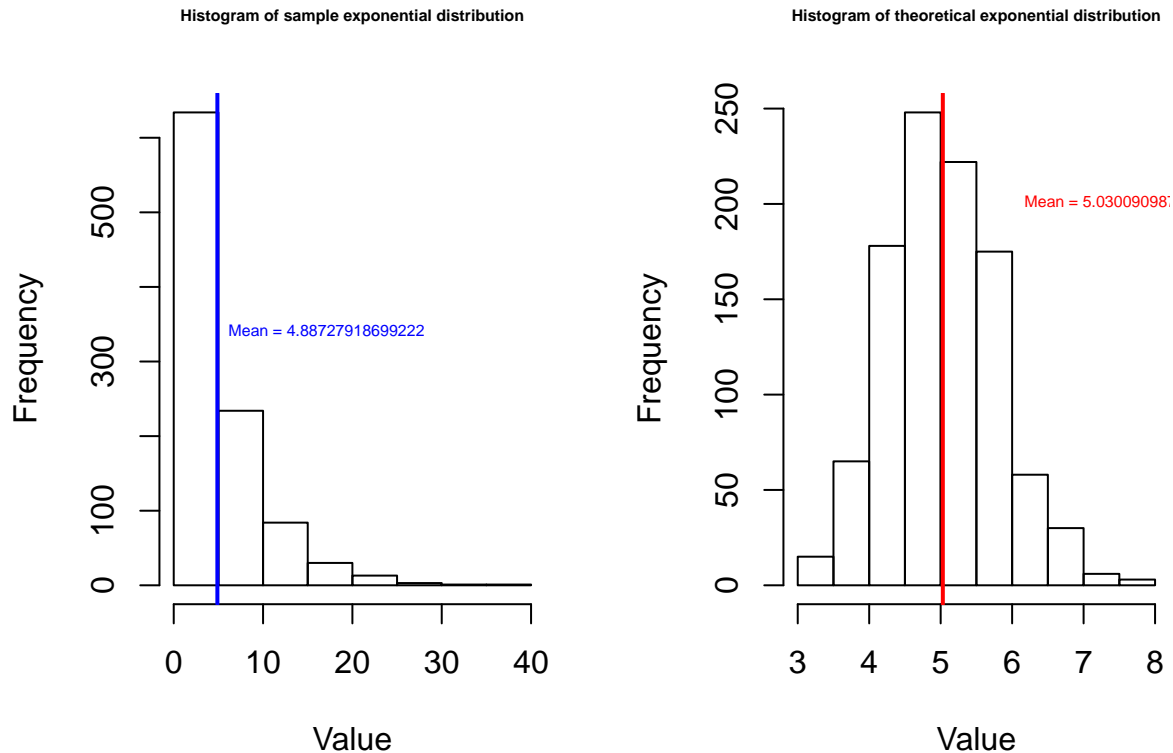 Histogram of sample exponential distribution
Frequency
500
300
100
0
Mean = 4.88727918699222
0 10 20 30 40
Value
Histogram of theoretical exponential distribution
Frequency
250
200
150
100
50
0
Mean = 5.03009098
3 4 5 6 7 8
Value